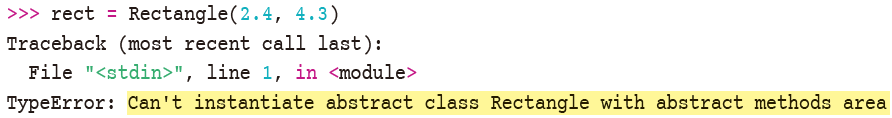 >>> rect = Rectangle(2.4, 4.3)
Traceback (most recent call last):
  File "<stdin>", line 1, in <module>
TypeError: Can't instantiate abstract class Rectangle with abstract methods area